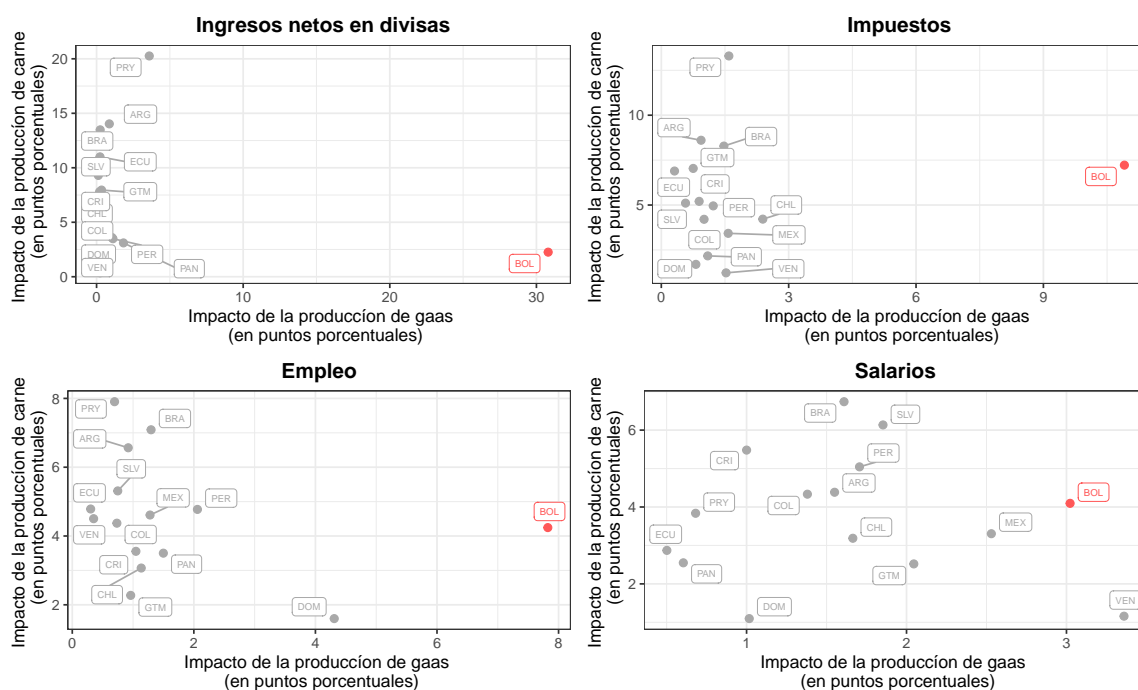 Ingresos netos en divisas
Impacto de la produccíon de carne
(en puntos porcentuales)
20
15
10
5
0
PRY
ARG
BRA
ECU
SLV
GTM
CRI
CHL
COL
DOM
PER
VEN
PAN
BOL
0 10 20 30
Impacto de la produccíon de gaas
(en puntos porcentuales)
Impuestos
Impacto de la produccíon de carne
(en puntos porcentuales)
10
5
PRY
ARG
BRA
GTM
ECU
CRI
SLV
PER
CHL
COL
MEX
DOM
PAN
VEN
BOL
0 3 6 9
Impacto de la produccíon de gaas
(en puntos porcentuales)
Empleo
Impacto de la produccíon de carne
(en puntos porcentuales)
8
6
4
2
PRY
BRA
ARG
SLV
ECU
MEX
PER
VEN
COL
CRI
PAN
CHL
GTM
DOM
BOL
0 2 4 6 8
Impacto de la produccíon de gaas
(en puntos porcentuales)
Salarios
Impacto de la produccíon de carne
(en puntos porcentuales)
6
4
2
BRA
SLV
CRI
PER
ARG
COL
PRY
BOL
ECU
CHL
MEX
PAN
GTM
DOM
VEN
1 2 3
Impacto de la produccíon de gaas
(en puntos porcentuales)